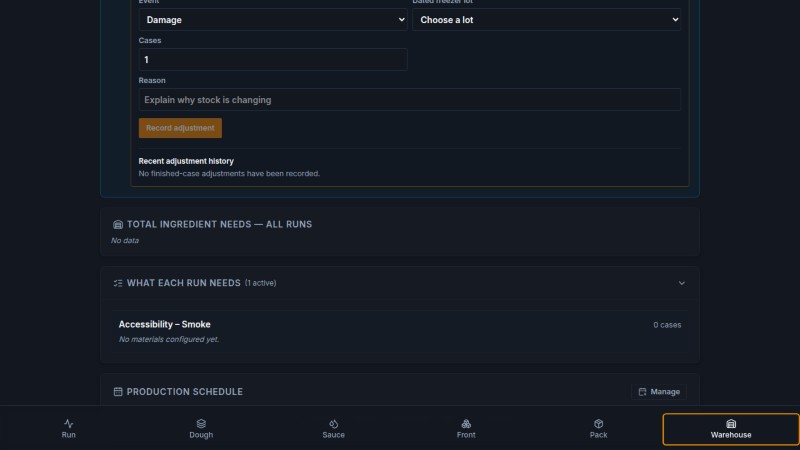 Event
Dated freezer lot
Damage
Choose a lot
Cases
1
Reason
Explain why stock is changing
Record adjustment
Recent adjustment history
No finished-case adjustments have been recorded.
TOTAL INGREDIENT NEEDS — ALL RUNS
No data
WHAT EACH RUN NEEDS (1 active)
Accessibility – Smoke
0 cases
No materials configured yet.
PRODUCTION SCHEDULE
Manage
Run
Dough
Sauce
Front
Pack
Warehouse